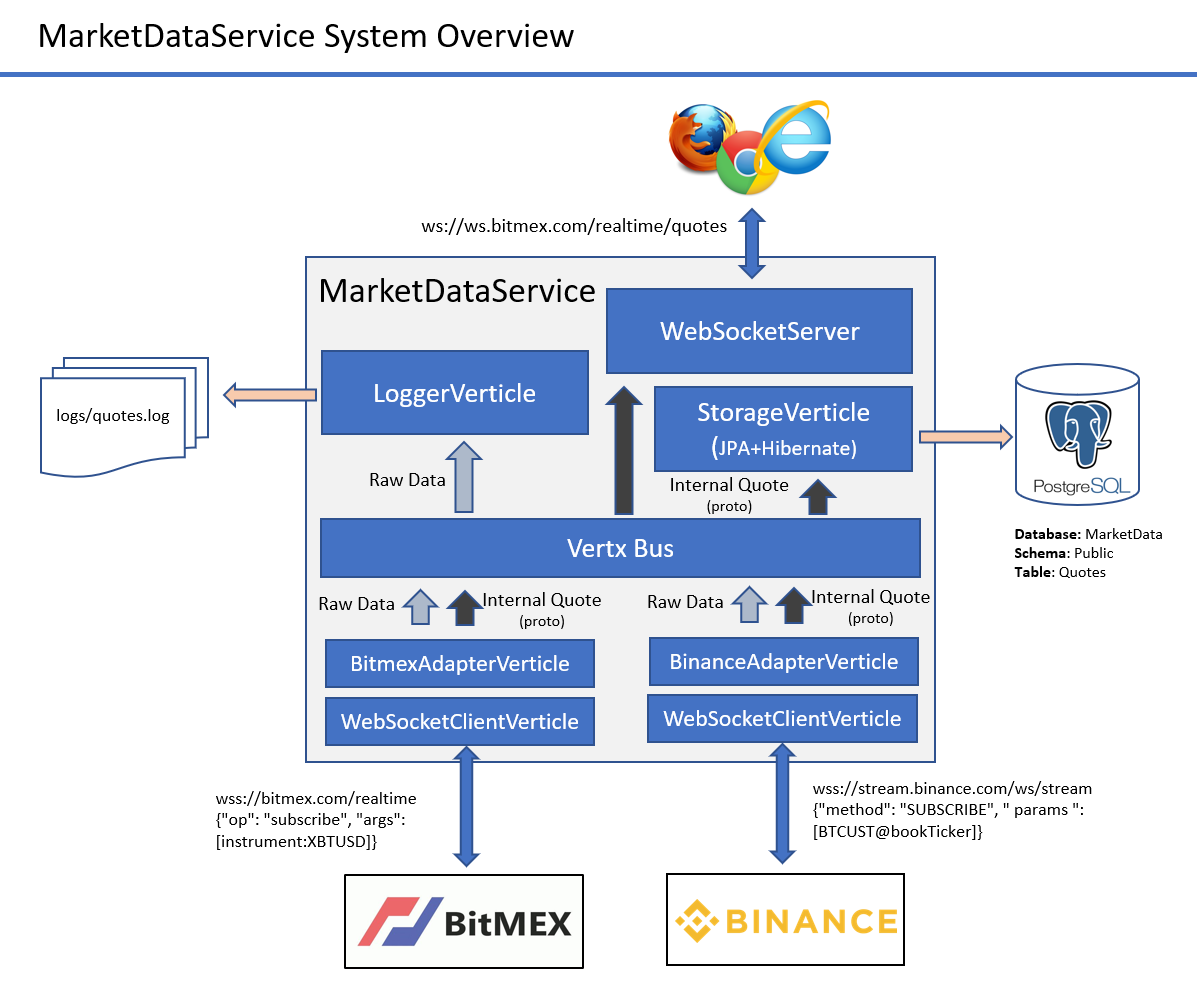 MarketDataService System Overview
ws://ws.bitmex.com/realtime/quotes
MarketDataService
WebSocketServer
LoggerVerticle
StorageVerticle
(JPA+Hibernate)
logs/quotes.log
PostgreSQL
Raw Data
Internal Quote
(proto)
Database: MarketData
Schema: Public
Table: Quotes
Vertx Bus
Raw Data
Internal Quote
(proto)
Raw Data
Internal Quote
(proto)
BitmexAdapterVerticle
BinanceAdapterVerticle
WebSocketClientVerticle
WebSocketClientVerticle
wss://bitmex.com/realtime
{"op": "subscribe", "args":
[instrument:XBTUSD]}
wss://stream.binance.com/ws/stream
{"method": "SUBSCRIBE", " params ":
[BTCUST@bookTicker]}
BitMEX
BINANCE